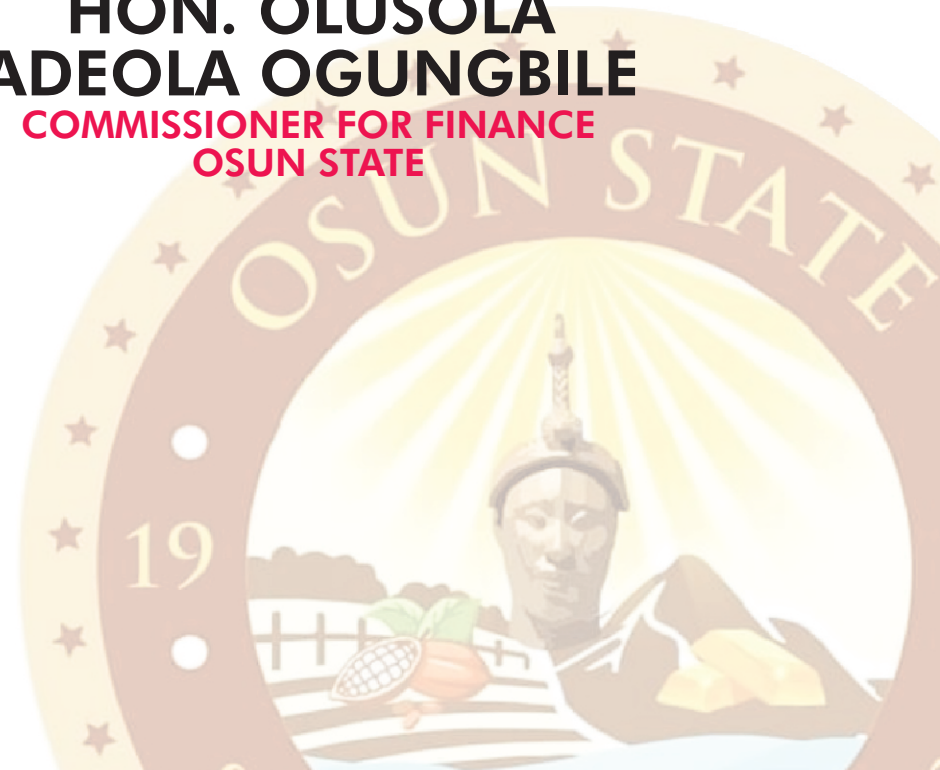 HON. OLUSOLA
ADEOLA OGUNGBILE
COMMISSIONER FOR FINANCE
OSUN STATE
OSUN STATE
19